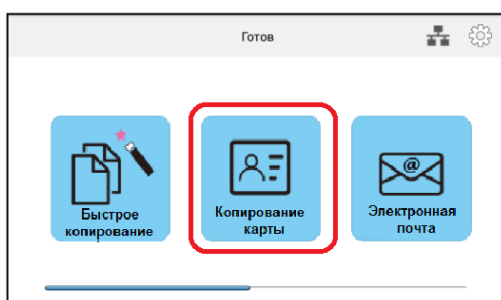 Готов
Быстрое
копирование
Копирование
карты
@
Электронная
почта